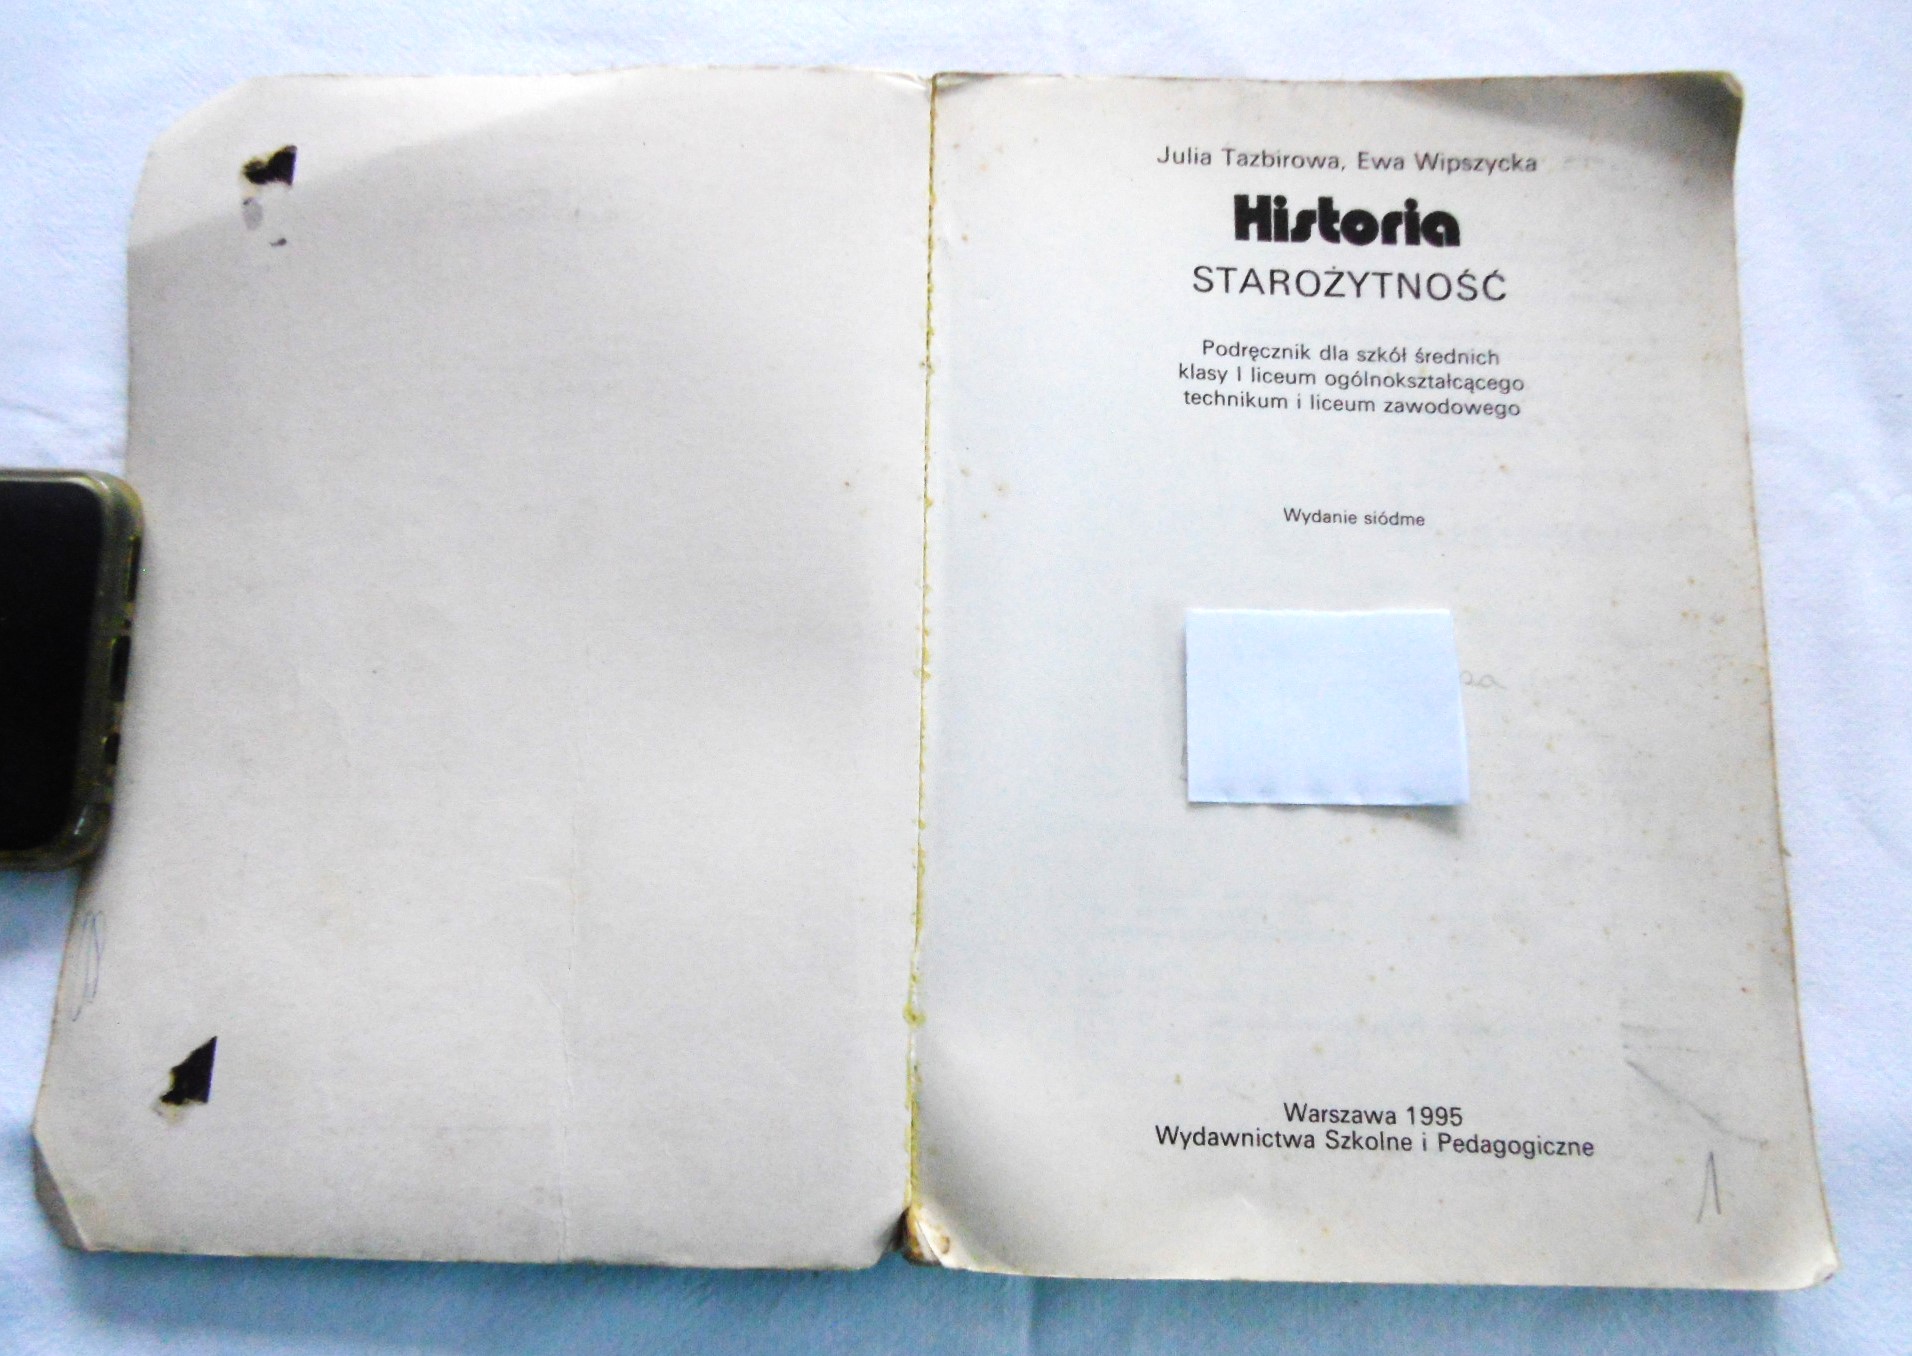 Julia Tazbirowa, Ewa Wipszycka
Historia
STAROŻYTNOŚĆ
Podręcznik dla szkół średnich
klasy I liceum ogólnokształcącego
technikum i liceum zawodowego
Wydanie siódme
Warszawa 1995
Wydawnictwa Szkolne i Pedagogiczne
1